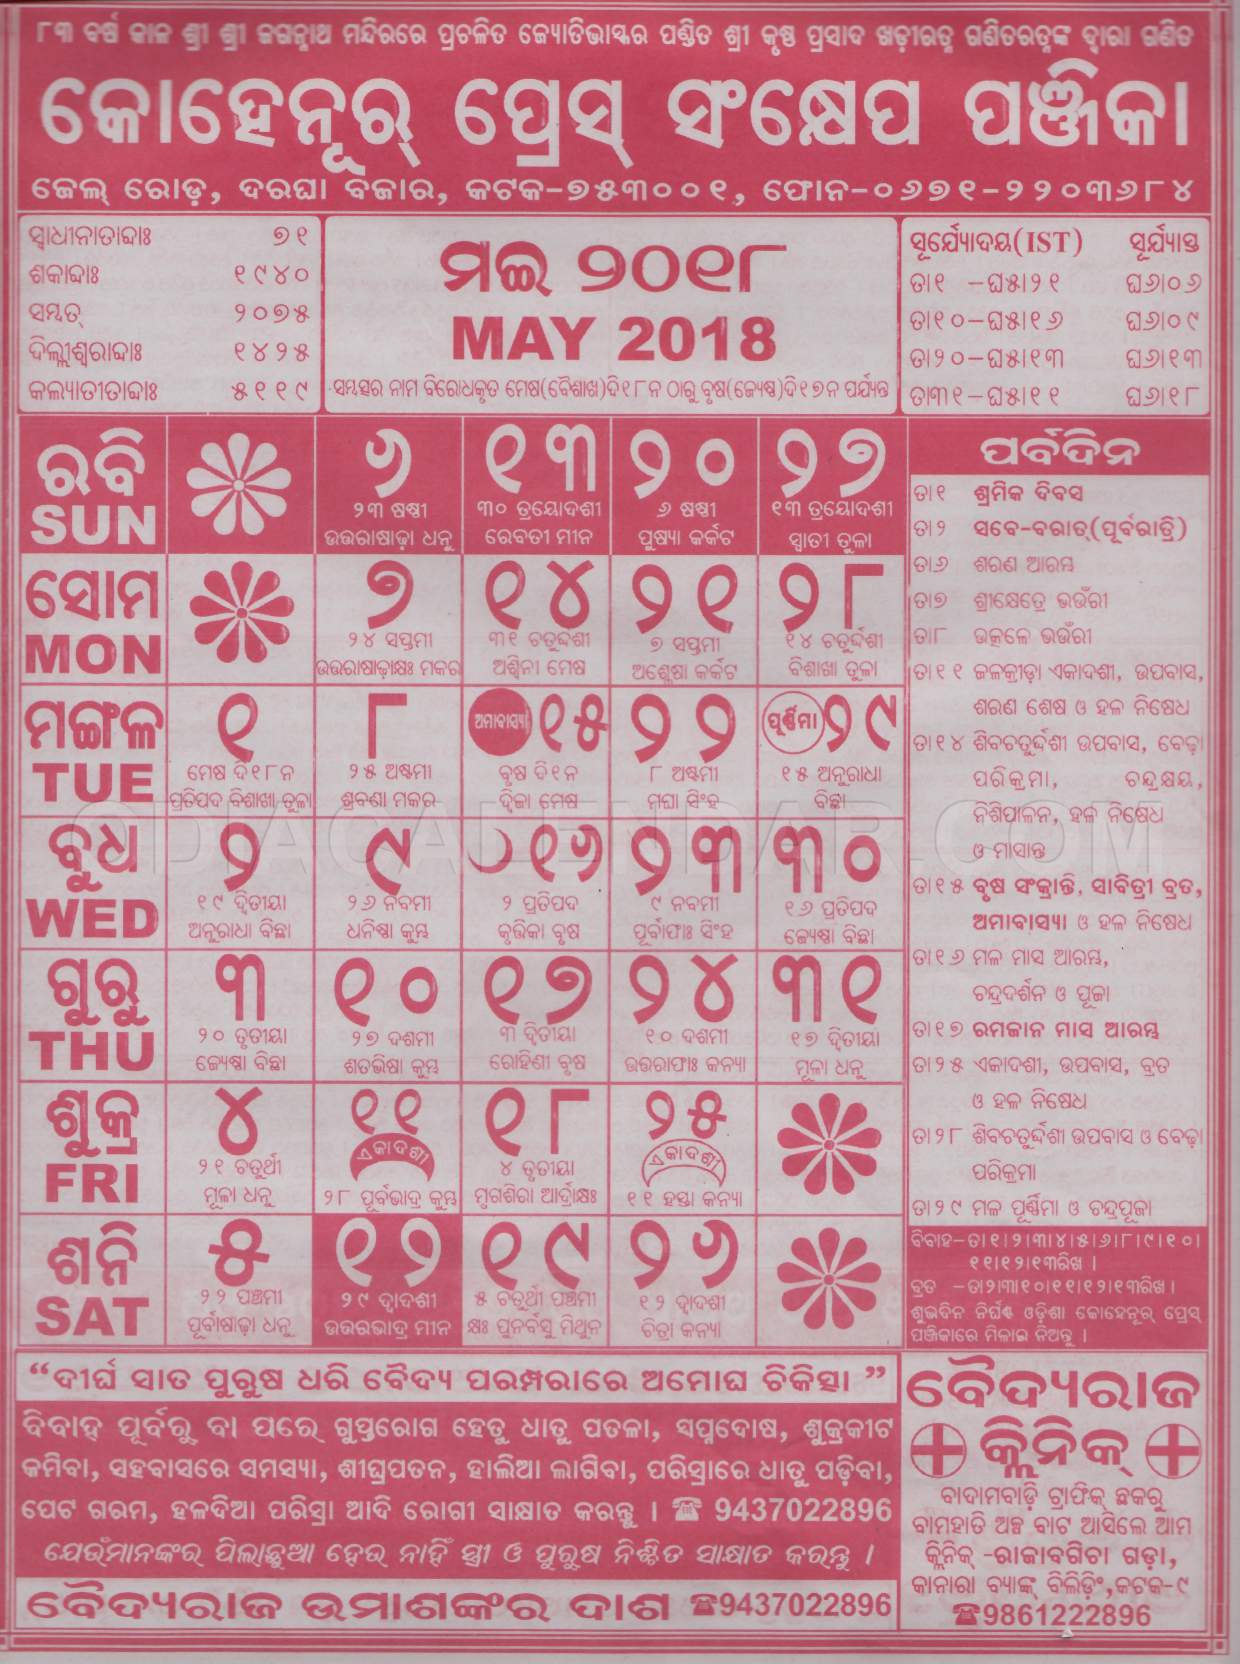 ୮୩ ବର୍ଷ କାଳ ଶ୍ରୀ ଶ୍ରୀ ଜଗନ୍ନାଥ ମନ୍ଦିରରେ ପ୍ରଚଳିତ ଜ୍ୟୋତିଭାସ୍କର ପଣ୍ଡିତ ଶ୍ରୀ କୃଷ୍ଣ ପ୍ରସାଦ ଖଡ଼ୀରତ୍ନ ଗଣିତରତ୍ନଙ୍କ ଦ୍ୱାରା ଗଣିତ
କୋହେନୂର୍ ପ୍ରେସ୍ ସଂକ୍ଷେପ ପଞ୍ଜିକା
ଜେଲ୍ ରୋଡ଼, ଦରଘା ବଜାର, କଟକ-୭୫୩୦୦୧, ଫୋନ-୦୬୭୧-୨୨୦୩୬୮୪
ସ୍ୱାଧୀନତାବ୍ଦାଃ ୭୧
ଶକାବ୍ଦାଃ ୧୯୪୦
ସମ୍ୱତ୍ ୨୦୭୫
ଦିଲ୍ଲୀଶ୍ୱରାବ୍ଦାଃ ୧୪୨୫
କଲ୍ୟାତୀତାବ୍ଦାଃ ୫୧୧୯
ମଇ ୨୦୧୮
MAY 2018
ସମ୍ୱତ୍ସର ନାମ ବିରୋଧକୃତ ମେଷ(ବୈଶାଖ)ଦି୧୮ନ ଠାରୁ ବୃଷ(ଜ୍ୟେଷ୍ଠ)ଦି୧୭ନ ପର୍ଯ୍ୟନ୍ତ
ସୂର୍ଯ୍ୟୋଦୟ(IST) ସୂର୍ଯ୍ୟାସ୍ତ
ତା୧ -ଘ୫।୨୧ ଘ୬।୦୬
ତା୧୦-ଘ୫।୧୬ ଘ୬।୦୯
ତା୨୦-ଘ୫।୧୩ ଘ୬।୧୩
ତା୩୧-ଘ୫।୧୧ ଘ୬।୧୮
ରବି ୬ ୧୩ ୨୦ ୨୭
SUN ୨୩ ଷଷ୍ଠୀ ୩୦ ତ୍ରୟୋଦଶୀ ୬ ଷଷ୍ଠୀ ୧୩ ତ୍ରୟୋଦଶୀ
ଉତ୍ତରାଷାଢ଼ା ଧନୁ ରେବତୀ ମୀନ ପୁଷ୍ୟା କର୍କଟ ସ୍ୱାତୀ ତୁଳା
ସୋମ ୭ ୧୪ ୨୧ ୨୮
MON ୨୪ ସପ୍ତମୀ ୩୧ ଚତୁର୍ଦ୍ଦଶୀ ୭ ସପ୍ତମୀ ୧୪ ଚତୁର୍ଦ୍ଦଶୀ
ଉତ୍ତରାଷାଢ଼ାକ୍ଷଃ ମକର ଅଶ୍ୱିନୀ ମେଷ ଅଶ୍ଳେଷା କର୍କଟ ବିଶାଖା ତୁଳା
ମଙ୍ଗଳ ୧ ୮ ଅମାବାସ୍ୟା ୧୫ ୨୨ ପୂର୍ଣ୍ଣିମା ୨୯
TUE ମେଷ ଦି୧୮ନ ୨୫ ଅଷ୍ଟମୀ ବୃଷ ଦି୧ନ ୮ ଅଷ୍ଟମୀ ୧୫ ଅନୁରାଧା
ପ୍ରତିପଦ ବିଶାଖା ତୁଳା ଶ୍ରବଣା ମକର ଦ୍ୱିଜା ମେଷ ମଘା ସିଂହ ବିଛା
ODIACALENDAR.COM
ବୁଧ ୨ ୯ ୧୬ ୨୩ ୩୦
WED ୧୯ ଦ୍ୱିତୀୟା ୨୬ ନବମୀ ୨ ପ୍ରତିପଦ ୯ ନବମୀ ୧୬ ପ୍ରତିପଦ
ଅନୁରାଧା ବିଛା ଧନିଷ୍ଠା କୁମ୍ଭ କୃତ୍ତିକା ବୃଷ ପୂର୍ବାଫାଃ ସିଂହ ଜ୍ୟେଷ୍ଠା ବିଛା
ଗୁରୁ ୩ ୧୦ ୧୭ ୨୪ ୩୧
THU ୨୦ ତୃତୀୟା ୨୭ ଦଶମୀ ୩ ଦ୍ୱିତୀୟା ୧୦ ଦଶମୀ ୧୭ ଦ୍ୱିତୀୟା
ଜ୍ୟେଷ୍ଠା ବିଛା ଶତଭିଷା କୁମ୍ଭ ରୋହିଣୀ ବୃଷ ଉତ୍ତରାଫାଃ କନ୍ୟା ମୂଳା ଧନୁ
ଶୁକ୍ର ୪ ୧୧ ୧୮ ୨୫
FRI ୨୧ ଚତୁର୍ଥୀ ଏକାଦଶୀ ୪ ତୃତୀୟା ଏକାଦଶୀ
ମୂଳା ଧନୁ ୨୮ ପୂର୍ବଭାଦ୍ର କୁମ୍ଭ ମୃଗଶିରା ଆର୍ଦ୍ରାକ୍ଷଃ ୧୧ ହସ୍ତା କନ୍ୟା
ଶନି ୫ ୧୨ ୧୯ ୨୬
SAT ୨୨ ପଞ୍ଚମୀ ୨୯ ଦ୍ୱାଦଶୀ ୫ ଚତୁର୍ଥୀ ପଞ୍ଚମୀ ୧୨ ଦ୍ୱାଦଶୀ
ପୂର୍ବାଷାଢ଼ା ଧନୁ ଉତ୍ତରଭାଦ୍ର ମୀନ କ୍ଷଃ ପୁନର୍ବସୁ ମିଥୁନ ଚିତ୍ରା କନ୍ୟା
ପର୍ବଦିନ
ତା୧ ଶ୍ରମିକ ଦିବସ
ତା୨ ସବେ-ବରାତ୍(ପୂର୍ବରାତ୍ରି)
ତା୬ ଶରଣ ଆରମ୍ଭ
ତା୭ ଶ୍ରୀକ୍ଷେତ୍ରେ ଭଉଁରୀ
ତା୮ ଉତ୍କଳେ ଭଉଁରୀ
ତା୧୧ ଜଳକ୍ରୀଡ଼ା ଏକାଦଶୀ, ଉପବାସ,
ଶରଣ ଶେଷ ଓ ହଳ ନିଷେଧ
ତା୧୪ ଶିବଚତୁର୍ଦ୍ଦଶୀ ଉପବାସ, ବେଢ଼ା
ପରିକ୍ରମା, ଚନ୍ଦ୍ରକ୍ଷୟ,
ନିଶିପାଳନ, ହଳ ନିଷେଧ
ଓ ମାସାନ୍ତ
ତା୧୫ ବୃଷ ସଂକ୍ରାନ୍ତି, ସାବିତ୍ରୀ ବ୍ରତ,
ଅମାବାସ୍ୟା ଓ ହଳ ନିଷେଧ
ତା୧୬ ମଳ ମାସ ଆରମ୍ଭ,
ଚନ୍ଦ୍ରଦର୍ଶନ ଓ ପୂଜା
ତା୧୭ ରମଜାନ ମାସ ଆରମ୍ଭ
ତା୨୫ ଏକାଦଶୀ, ଉପବାସ, ବ୍ରତ
ଓ ହଳ ନିଷେଧ
ତା୨୮ ଶିବଚତୁର୍ଦ୍ଦଶୀ ଉପବାସ ଓ ବେଢ଼ା
ପରିକ୍ରମା
ତା୨୯ ମଳ ପୂର୍ଣ୍ଣିମା ଓ ଚନ୍ଦ୍ରପୂଜା
ବିବାହ-ତା୧।୨।୩।୪।୫।୬।୮।୯।୧୦।
୧୧।୧୨।୧୩ରିଖ ।
ବ୍ରତ -ତା୨।୩।୧୦।୧୧।୧୨।୧୩ରିଖ ।
ଶୁଭଦିନ ନିର୍ଘଣ୍ଟ ଓଡ଼ିଶା କୋହେନୂର୍ ପ୍ରେସ୍
ପଞ୍ଜିକାରେ ମିଳାଇ ନିଅନ୍ତୁ ।
“ଦୀର୍ଘ ସାତ ପୁରୁଷ ଧରି ବୈଦ୍ୟ ପରମ୍ପରାରେ ଅମୋଘ ଚିକିତ୍ସା ”
ବିବାହ ପୂର୍ବରୁ ବା ପରେ ଗୁପ୍ତରୋଗ ହେତୁ ଧାତୁ ପତଳା, ସପ୍ନଦୋଷ, ଶୁକ୍ରକୀଟ
କମିବା, ସହବାସରେ ସମସ୍ୟା, ଶୀଘ୍ରପତନ, ହାଲିଆ ଲାଗିବା, ପରିସ୍ରାରେ ଧାତୁ ପଡ଼ିବା,
ପେଟ ଗରମ, ହଳଦିଆ ପରିସ୍ରା ଆଦି ରୋଗୀ ସାକ୍ଷାତ କରନ୍ତୁ । ☎ 9437022896
ଯେଉଁମାନଙ୍କର ପିଲାଛୁଆ ହେଉ ନାହିଁ ସ୍ତ୍ରୀ ଓ ପୁରୁଷ ନିଶ୍ଚିତ ସାକ୍ଷାତ କରନ୍ତୁ ।
ବୈଦ୍ୟରାଜ ଉମାଶଙ୍କର ଦାଶ ☎9437022896
ବୈଦ୍ୟରାଜ
କ୍ଲିନିକ୍
ବାଦାମବାଡ଼ି ଟ୍ରାଫିକ୍ ଛକରୁ
ବାମହାତି ଅଳ୍ପ ବାଟ ଆସିଲେ ଆମ
କ୍ଲିନିକ୍ -ରାଜାବଗିଚା ଗଡ଼ା,
କାନାରା ବ୍ୟାଙ୍କ୍ ବିଲିଡ଼ିଂ,କଟକ-୯
☎9861222896